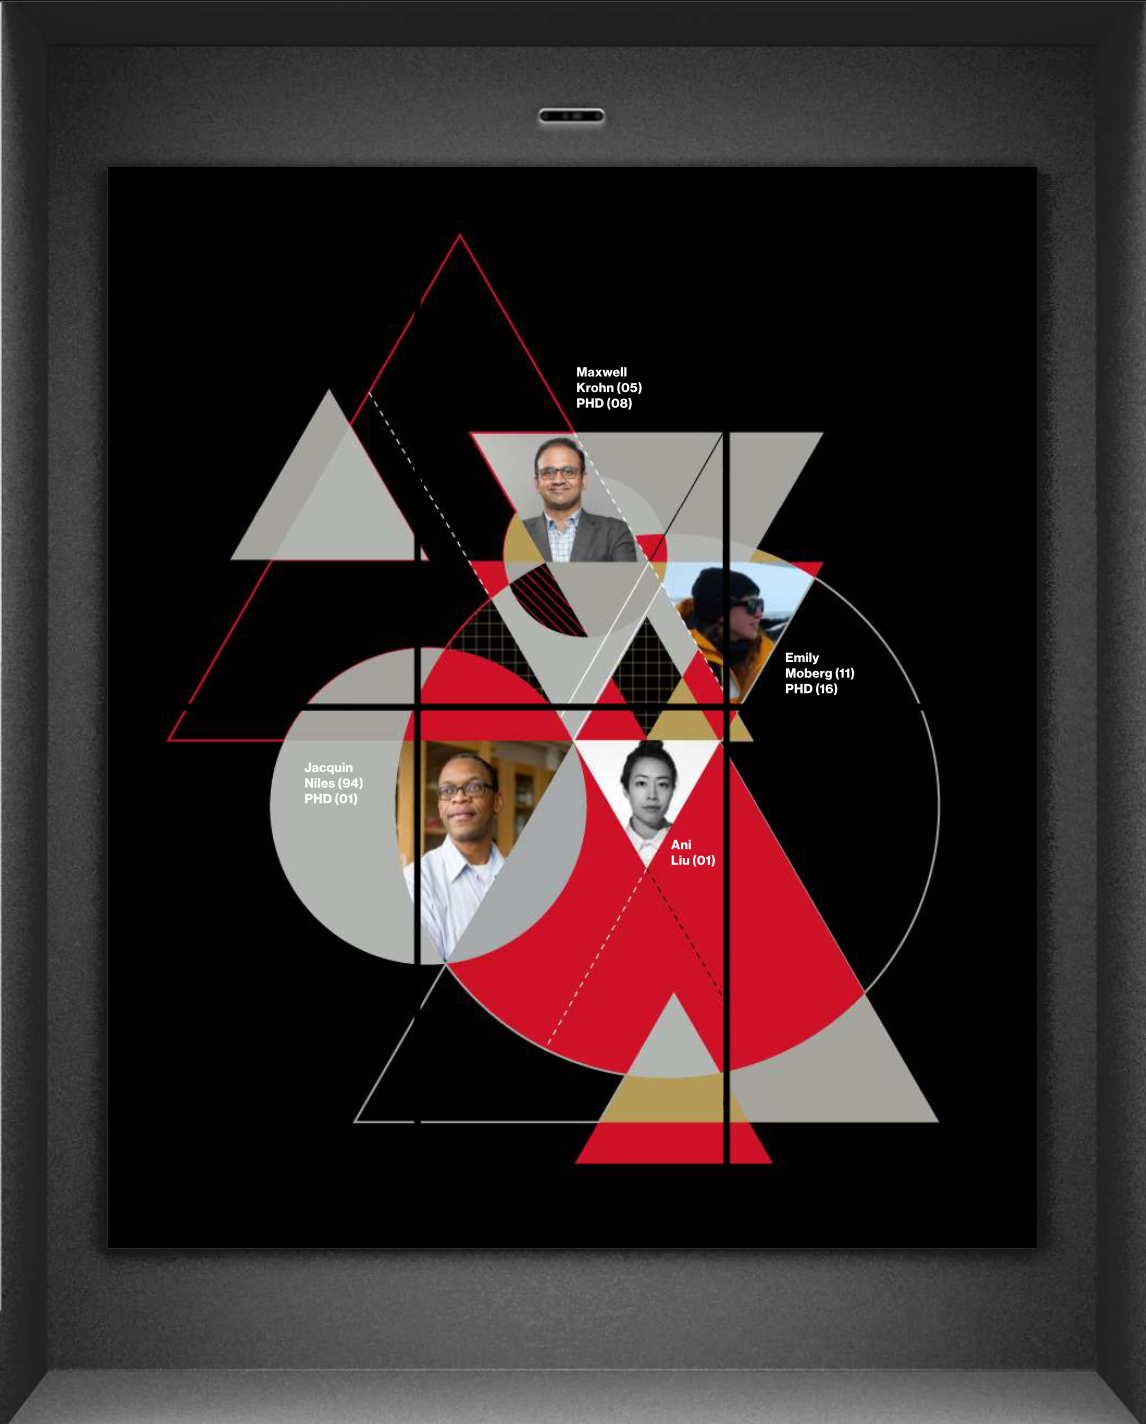 Maxwell
Krohn (05)
PHD (08)
Emily
Moberg (11)
PHD (16)
Jacquin
Niles (94)
PHD (01)
Ani
Liu (01)